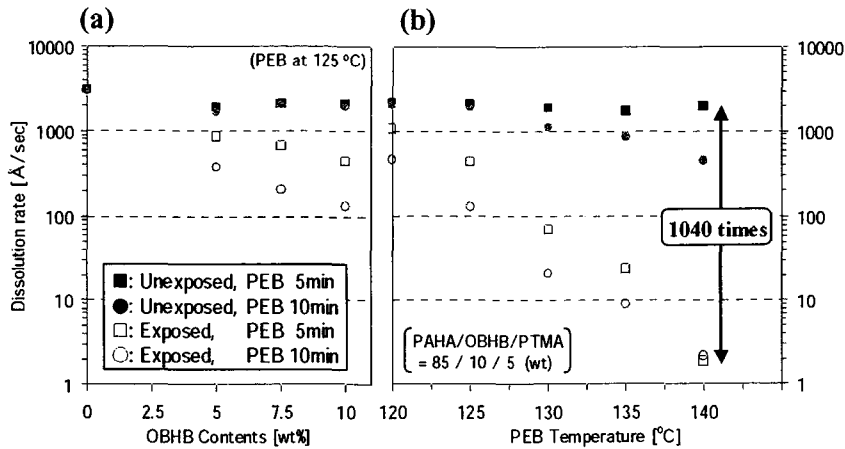 (a)
(b)
10000
1000
100
10
1
(PEB at 125 ºC)
10000
1000
100
10
1
Dissolution rate [Å/sec]
1040 times
■: Unexposed, PEB 5min
●: Unexposed, PEB 10min
□: Exposed, PEB 5min
○: Exposed, PEB 10min
PAHA/OBHB/PTMA
= 85 / 10 / 5 (wt)
0 2.5 5 7.5 10 120 125 130 135 140
OBHB Contents [wt%]
PEB Temperature [ºC]